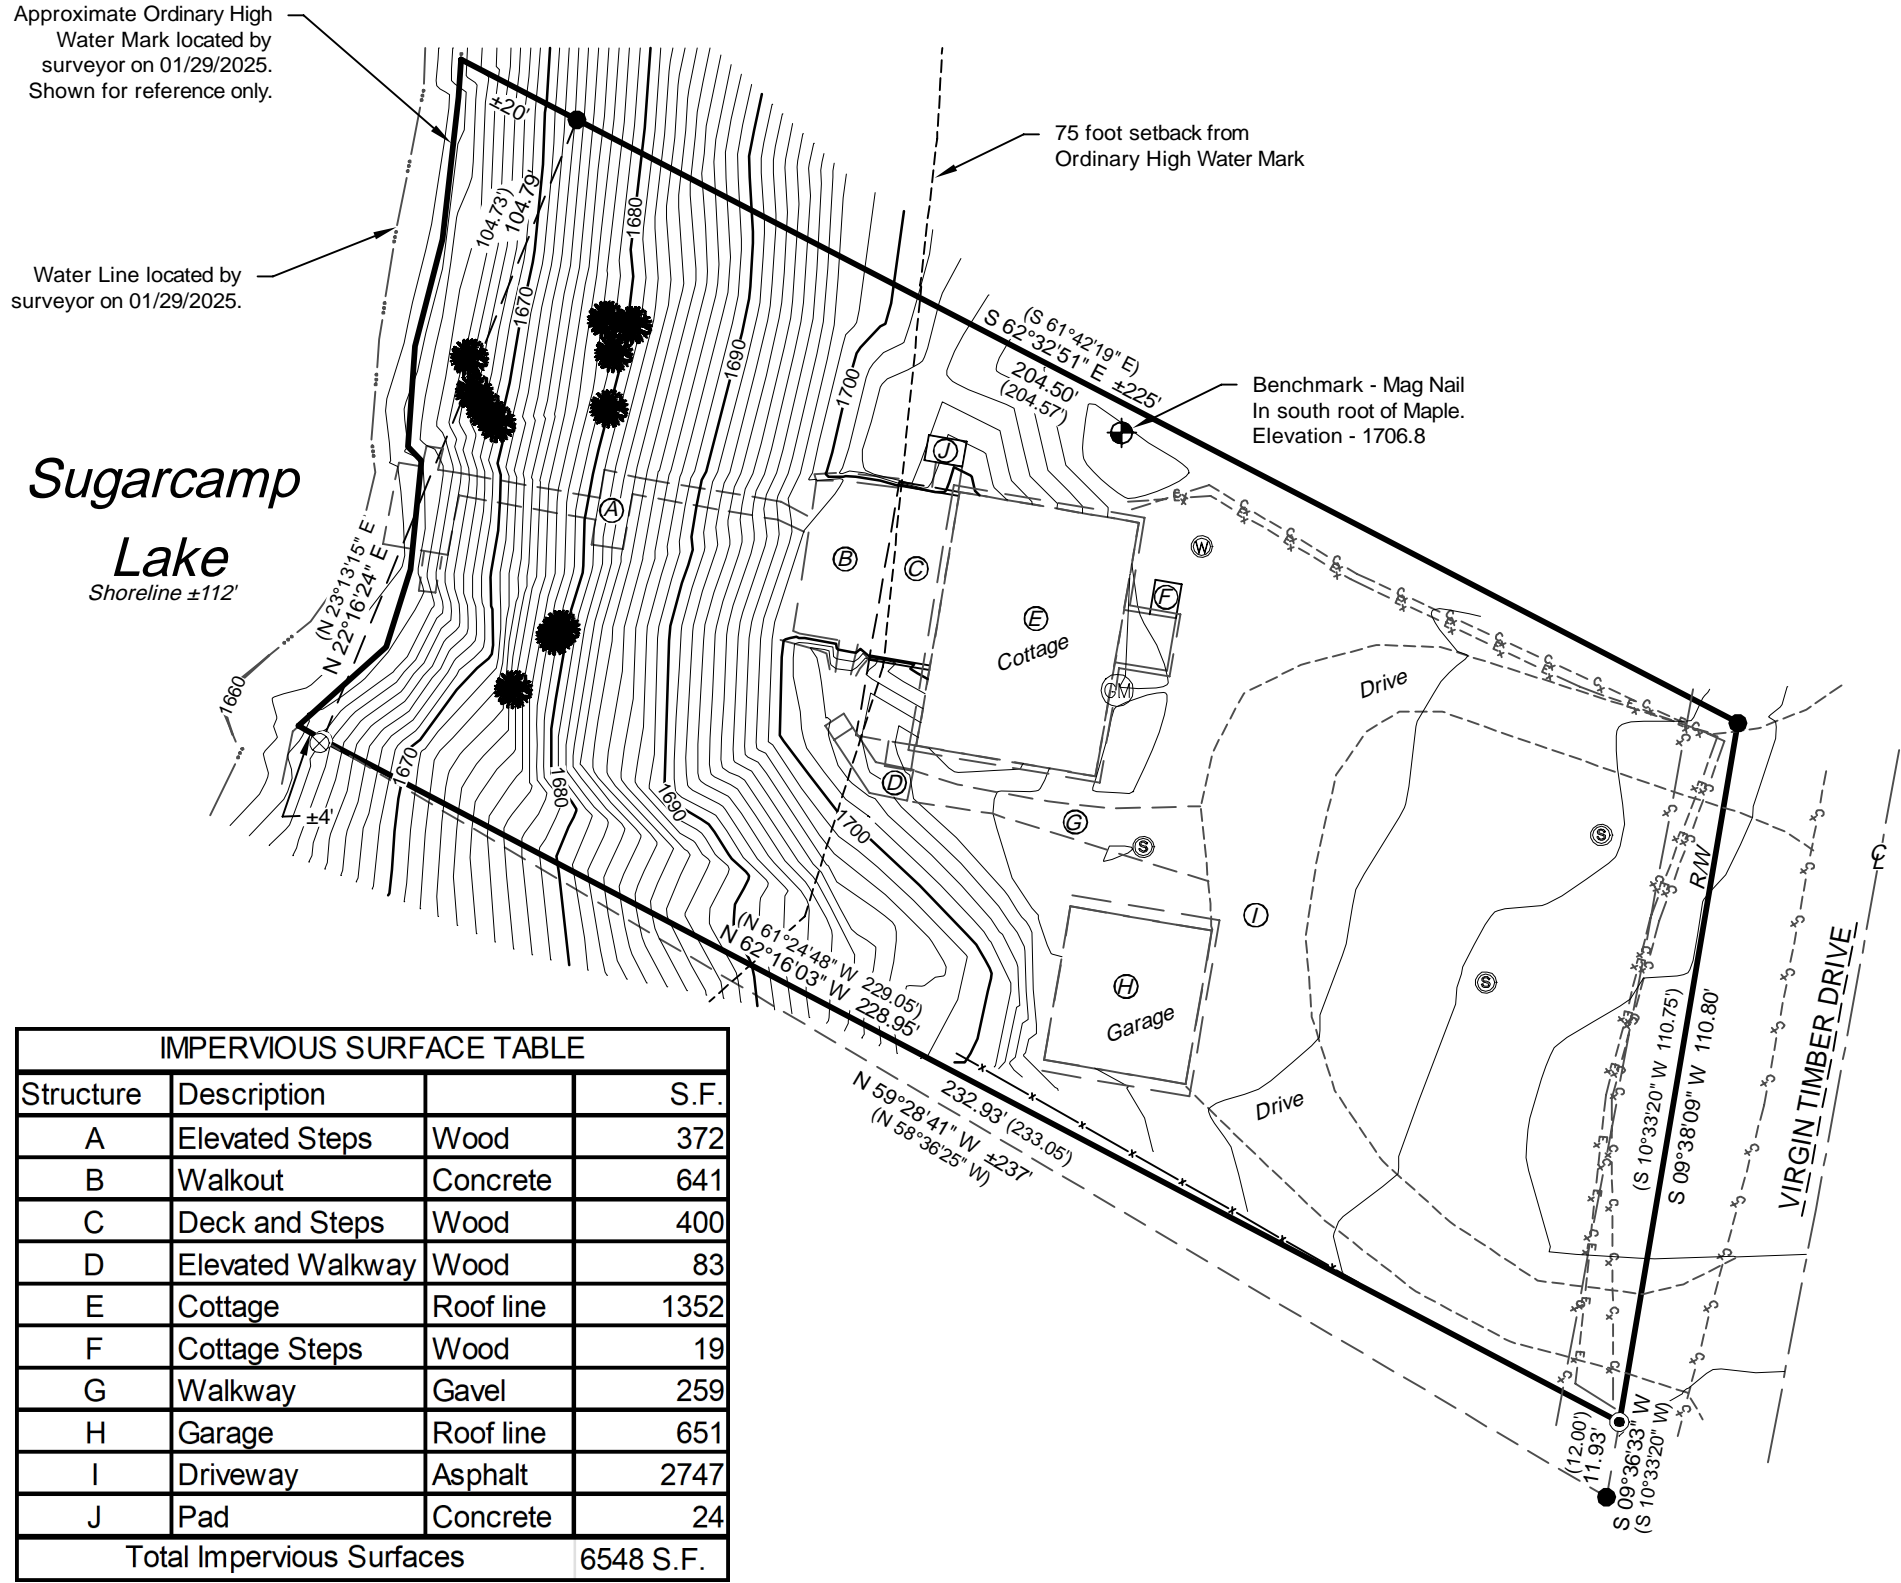 Approximate Ordinary High
Water Mark located by
surveyor on 01/29/2025.
Shown for reference only.
Water Line located by
surveyor on 01/29/2025.
75 foot setback from
Ordinary High Water Mark
Benchmark - Mag Nail
In south root of Maple.
Elevation - 1706.8
±20'
104.73')
104.79'
1680
1670
1690
1700
(S 61°42'19" E)
S 62°32'51" E ±225'
204.50'
(204.57')
Sugarcamp
Lake
Shoreline ±112'
(N 23°13'15" E
N 22°16'24" E
1660
1670
1680
1690
1700
±4'
A
B
C
J
E
Cottage
F
W
GM
D
G
S
H
Garage
I
Drive
Drive
S
S
R/W
CL
VIRGIN TIMBER DRIVE
(S 10°33'20" W 110.75')
S 09°38'09" W 110.80'
(N 61°24'48" W 229.05')
N 62°16'03" W 228.95'
232.93' (233.05')
N 59°28'41" W ±237'
(N 58°36'25" W)
(12.00')
11.93'
S 09°36'33" W
(S 10°33'20" W)
IMPERVIOUS SURFACE TABLE
Structure Description S.F.
A Elevated Steps Wood 372
B Walkout Concrete 641
C Deck and Steps Wood 400
D Elevated Walkway Wood 83
E Cottage Roof line 1352
F Cottage Steps Wood 19
G Walkway Gavel 259
H Garage Roof line 651
I Driveway Asphalt 2747
J Pad Concrete 24
Total Impervious Surfaces 6548 S.F.